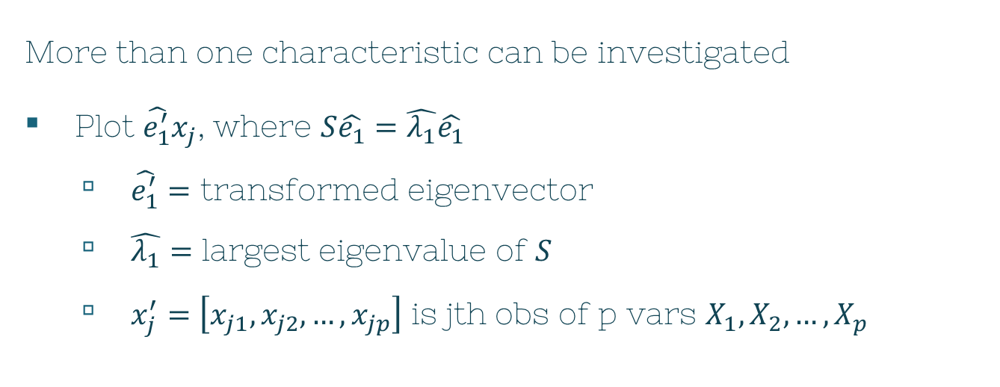 More than one characteristic can be investigated
▪ Plot $\widehat{e_1'}x_j$, where $S\widehat{e_1} = \widehat{\lambda_1}\widehat{e_1}$
▫ $\widehat{e_1'}$ = transformed eigenvector
▫ $\widehat{\lambda_1}$ = largest eigenvalue of $S$
▫ $x_j' = [x_{j1}, x_{j2}, \ldots, x_{jp}]$ is jth obs of p vars $X_1, X_2, \ldots, X_p$